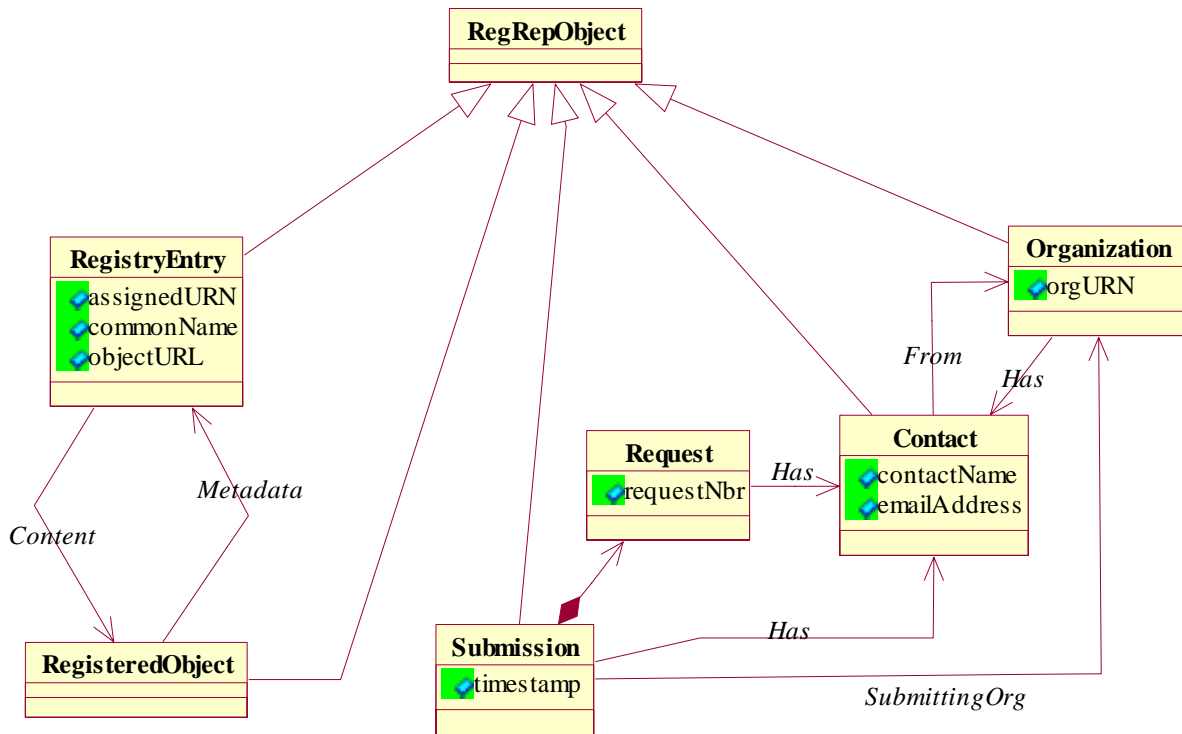 RegRepObject
RegistryEntry
assignedURN
commonName
objectURL
Organization
orgURN
From
Has
Contact
contactName
emailAddress
Request
requestNbr
Has
Metadata
Content
RegisteredObject
Submission
timestamp
Has
SubmittingOrg